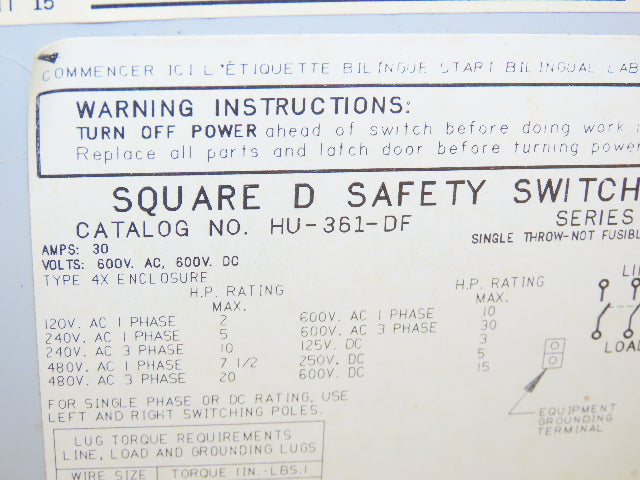 15
COMMENCER ICI L'ÉTIQUETTE BILINGUE START BILINGUAL LAB
WARNING INSTRUCTIONS:
TURN OFF POWER ahead of switch before doing work
Replace all parts and latch door before turning power
SQUARE D SAFETY SWITCH
CATALOG NO. HU-361-DF
SERIES
AMPS: 30
SINGLE THROW-NOT FUSIBL
VOLTS: 600V. AC, 600V. DC
TYPE 4X ENCLOSURE
H.P. RATING
MAX.
120V. AC 1 PHASE 2
240V. AC 1 PHASE 5
240V. AC 3 PHASE 10
480V. AC 1 PHASE 7 1/2
480V. AC 3 PHASE 20
H.P. RATING
MAX.
600V. AC 1 PHASE 10
600V. AC 3 PHASE 30
125V. DC 3
250V. DC 5
600V. DC 15
LI
LOA
FOR SINGLE PHASE OR DC RATING, USE
LEFT AND RIGHT SWITCHING POLES.
EQUIPMENT
GROUNDING
TERMINAL
LUG TORQUE REQUIREMENTS
LINE, LOAD AND GROUNDING LUGS
WIRE SIZE TORQUE (IN.-LBS.)